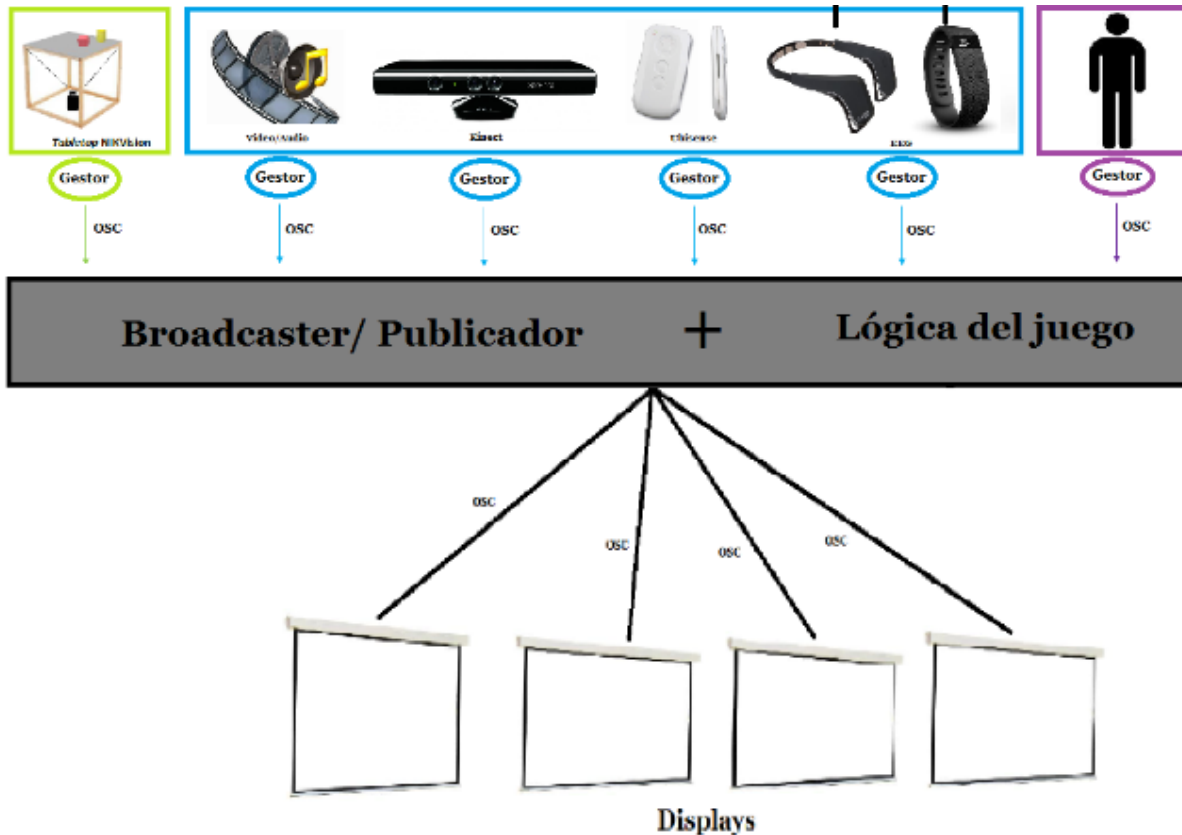 Tabletop NIKVision
Video/Audio
Kinect
Ubisense
EEG
Gestor
Gestor
Gestor
Gestor
Gestor
Gestor
OSC
OSC
OSC
OSC
OSC
OSC
Broadcaster/ Publicador + Lógica del juego
OSC
OSC
OSC
OSC
Displays